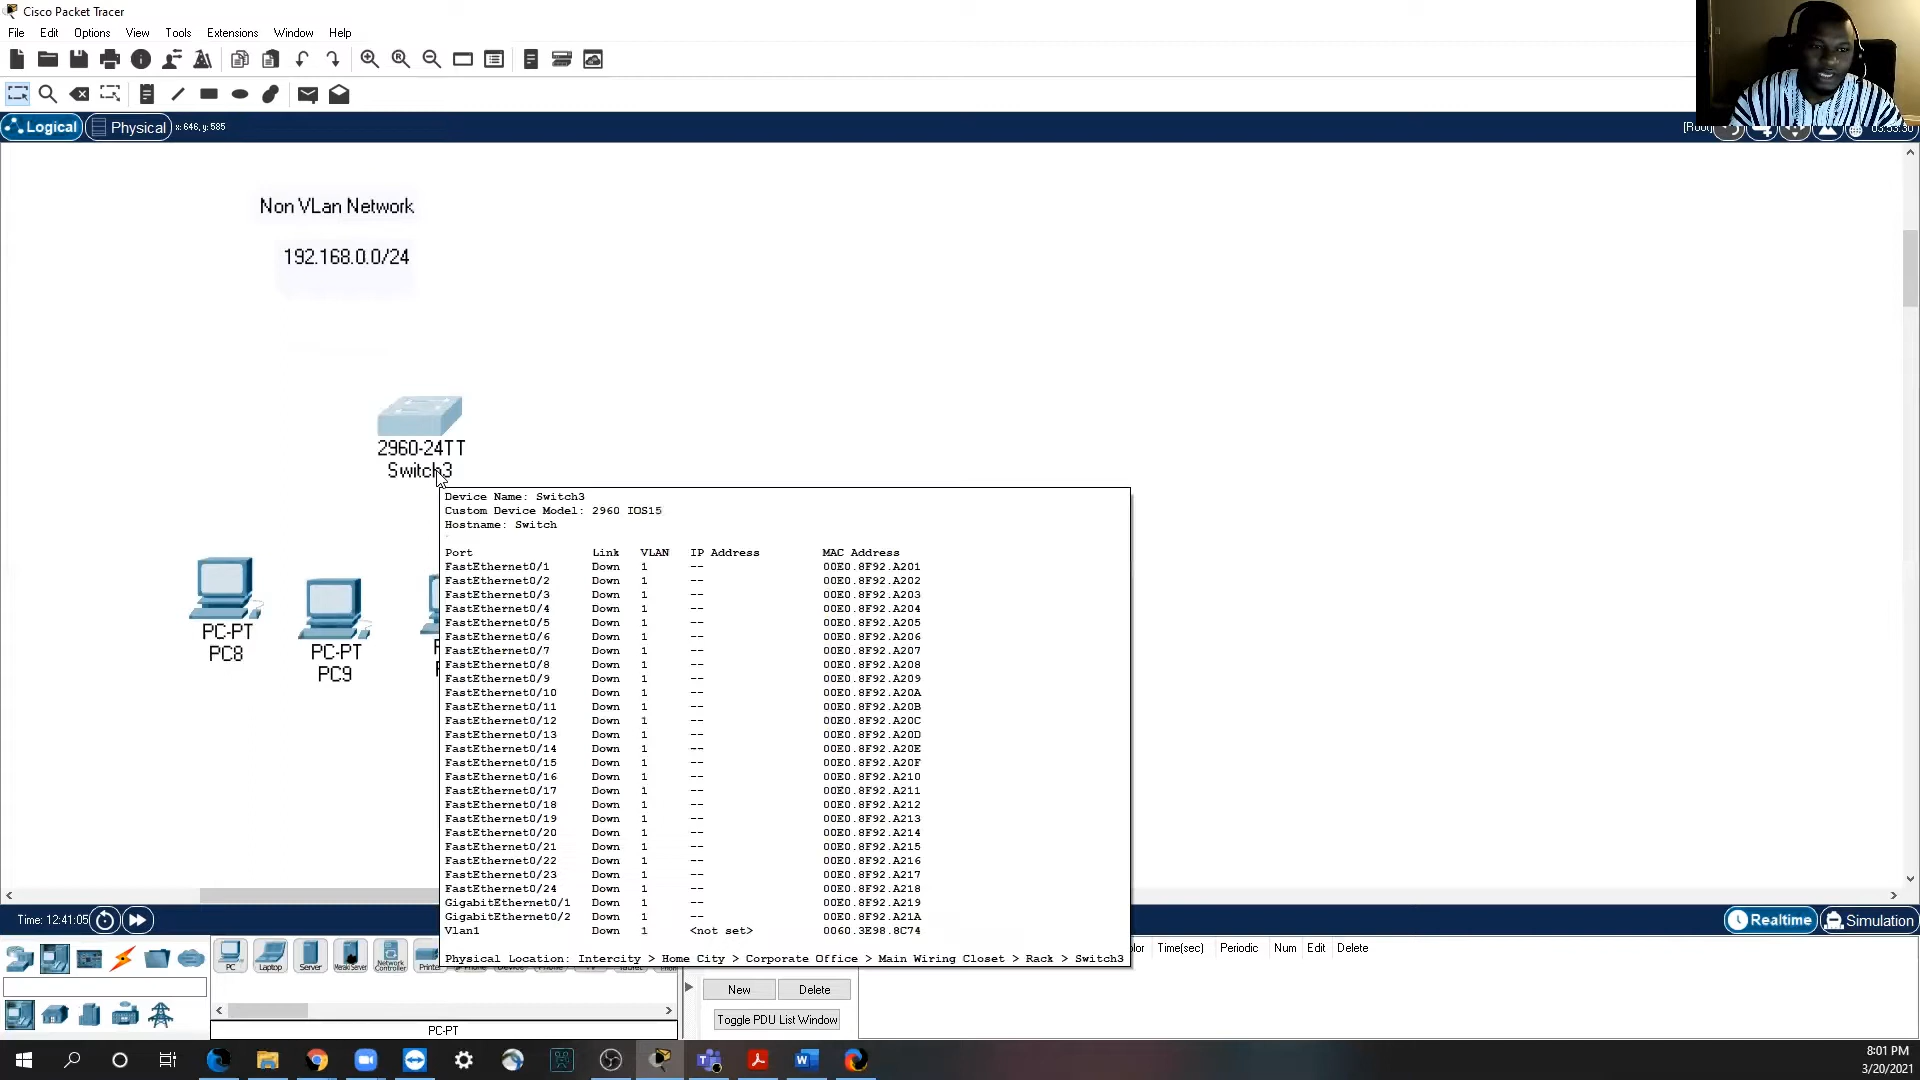 Cisco Packet Tracer
File Edit Options View Tools Extensions Window Help
Logical Physical x: 646, y: 585 [Root] 03:53:30
Non VLan Network
192.168.0.0/24
2960-24TT
Switch3
PC-PT
PC8
PC-PT
PC9
Device Name: Switch3
Custom Device Model: 2960 IOS15
Hostname: Switch
Port Link VLAN IP Address MAC Address
FastEthernet0/1 Down 1 -- 00E0.8F92.A201
FastEthernet0/2 Down 1 -- 00E0.8F92.A202
FastEthernet0/3 Down 1 -- 00E0.8F92.A203
FastEthernet0/4 Down 1 -- 00E0.8F92.A204
FastEthernet0/5 Down 1 -- 00E0.8F92.A205
FastEthernet0/6 Down 1 -- 00E0.8F92.A206
FastEthernet0/7 Down 1 -- 00E0.8F92.A207
FastEthernet0/8 Down 1 -- 00E0.8F92.A208
FastEthernet0/9 Down 1 -- 00E0.8F92.A209
FastEthernet0/10 Down 1 -- 00E0.8F92.A20A
FastEthernet0/11 Down 1 -- 00E0.8F92.A20B
FastEthernet0/12 Down 1 -- 00E0.8F92.A20C
FastEthernet0/13 Down 1 -- 00E0.8F92.A20D
FastEthernet0/14 Down 1 -- 00E0.8F92.A20E
FastEthernet0/15 Down 1 -- 00E0.8F92.A20F
FastEthernet0/16 Down 1 -- 00E0.8F92.A210
FastEthernet0/17 Down 1 -- 00E0.8F92.A211
FastEthernet0/18 Down 1 -- 00E0.8F92.A212
FastEthernet0/19 Down 1 -- 00E0.8F92.A213
FastEthernet0/20 Down 1 -- 00E0.8F92.A214
FastEthernet0/21 Down 1 -- 00E0.8F92.A215
FastEthernet0/22 Down 1 -- 00E0.8F92.A216
FastEthernet0/23 Down 1 -- 00E0.8F92.A217
FastEthernet0/24 Down 1 -- 00E0.8F92.A218
GigabitEthernet0/1 Down 1 -- 00E0.8F92.A219
GigabitEthernet0/2 Down 1 -- 00E0.8F92.A21A
Vlan1 Down 1 <not set> 0060.3E98.8C74
Physical Location: Intercity > Home City > Corporate Office > Main Wiring Closet > Rack > Switch3
Time: 12:41:05 Realtime Simulation
PC Laptop Server Meraki Server Network Controller Printer
Time(sec) Periodic Num Edit Delete
New Delete
Toggle PDU List Window
PC-PT
8:01 PM
3/20/2021